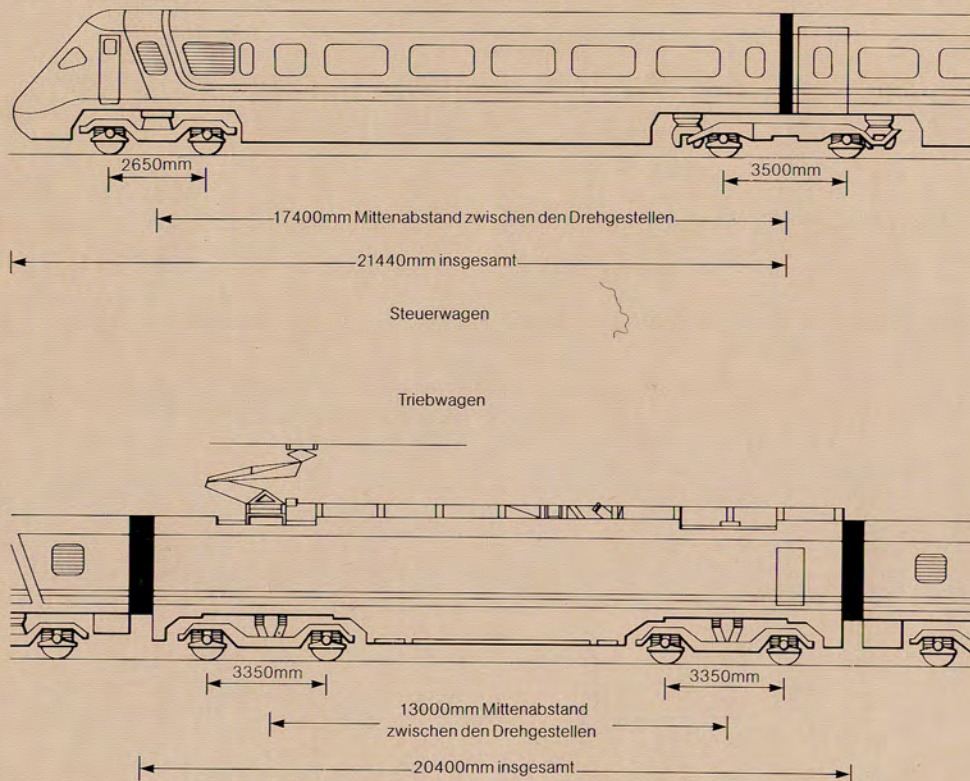 2650mm
3500mm
17400mm Mittenabstand zwischen den Drehgestellen
21440mm insgesamt
Steuerwagen
Triebwagen
3350mm
3350mm
13000mm Mittenabstand
zwischen den Drehgestellen
20400mm insgesamt